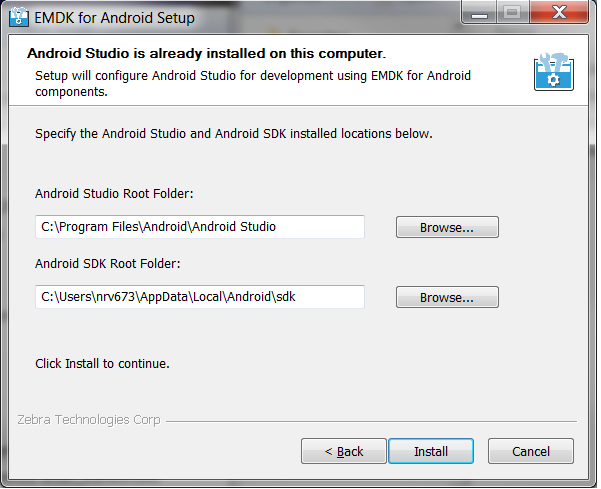 EMDK for Android Setup
Android Studio is already installed on this computer.
Setup will configure Android Studio for development using EMDK for Android
components.
Specify the Android Studio and Android SDK installed locations below.
Android Studio Root Folder:
C:\Program Files\Android\Android Studio
Browse...
Android SDK Root Folder:
C:\Users\nrv673\AppData\Local\Android\sdk
Browse...
Click Install to continue.
Zebra Technologies Corp
< Back
Install
Cancel